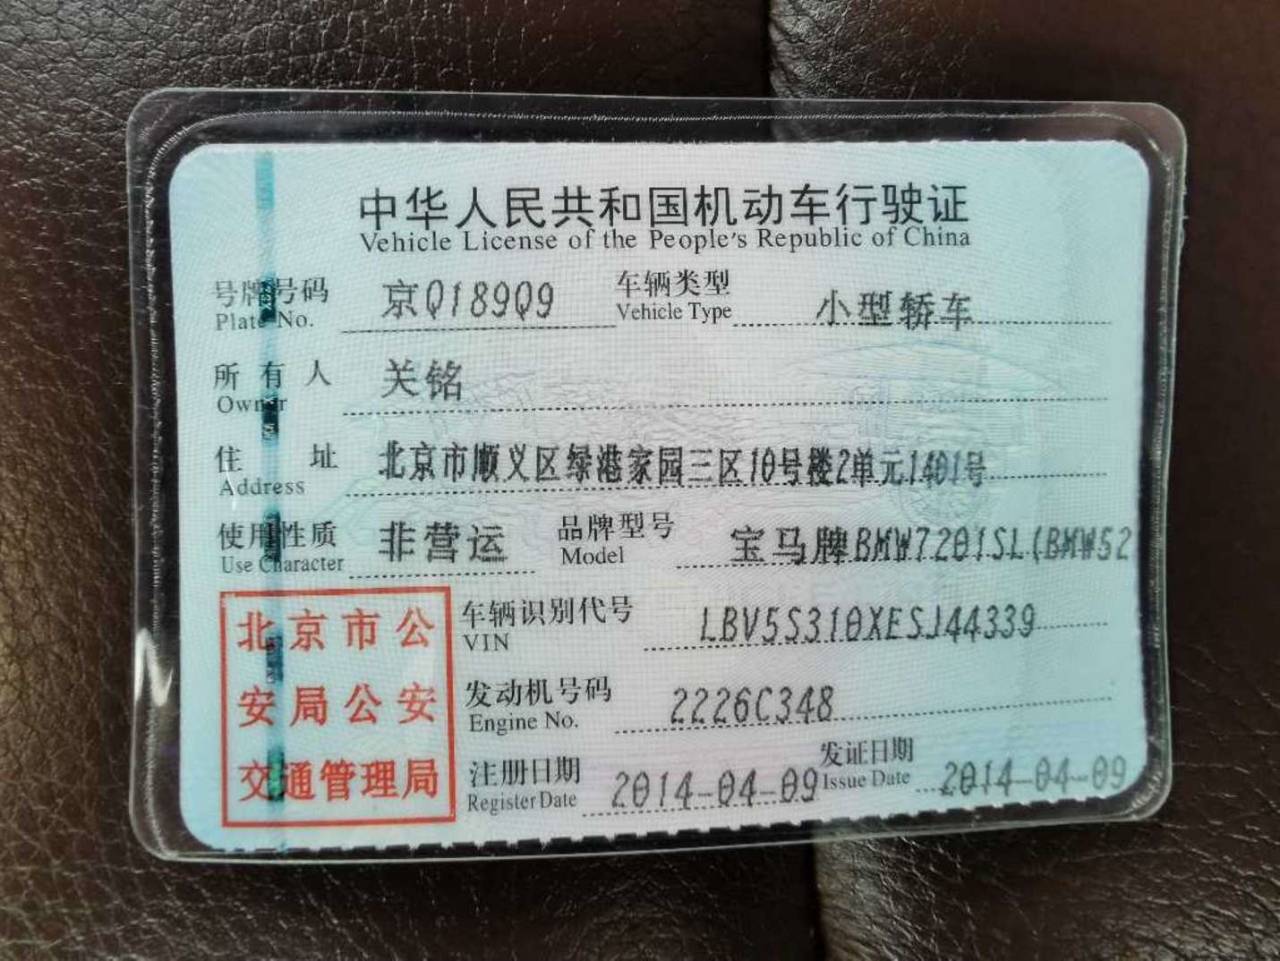 中华人民共和国机动车行驶证
Vehicle License of the People's Republic of China
号牌号码 京Q189Q9 车辆类型 小型轿车
Plate No. Vehicle Type
所有人 关铭
Owner
住址 北京市顺义区绿港家园三区10号楼2单元1401号
Address
使用性质 非营运 品牌型号 宝马牌BMW7201SL(BMW52
Use Character Model
车辆识别代号 LBV5S310XESJ44339
VIN
发动机号码 2226C348
Engine No.
注册日期 2014-04-09 发证日期 2014-04-09
Register Date Issue Date
北京市公
安局公安
交通管理局